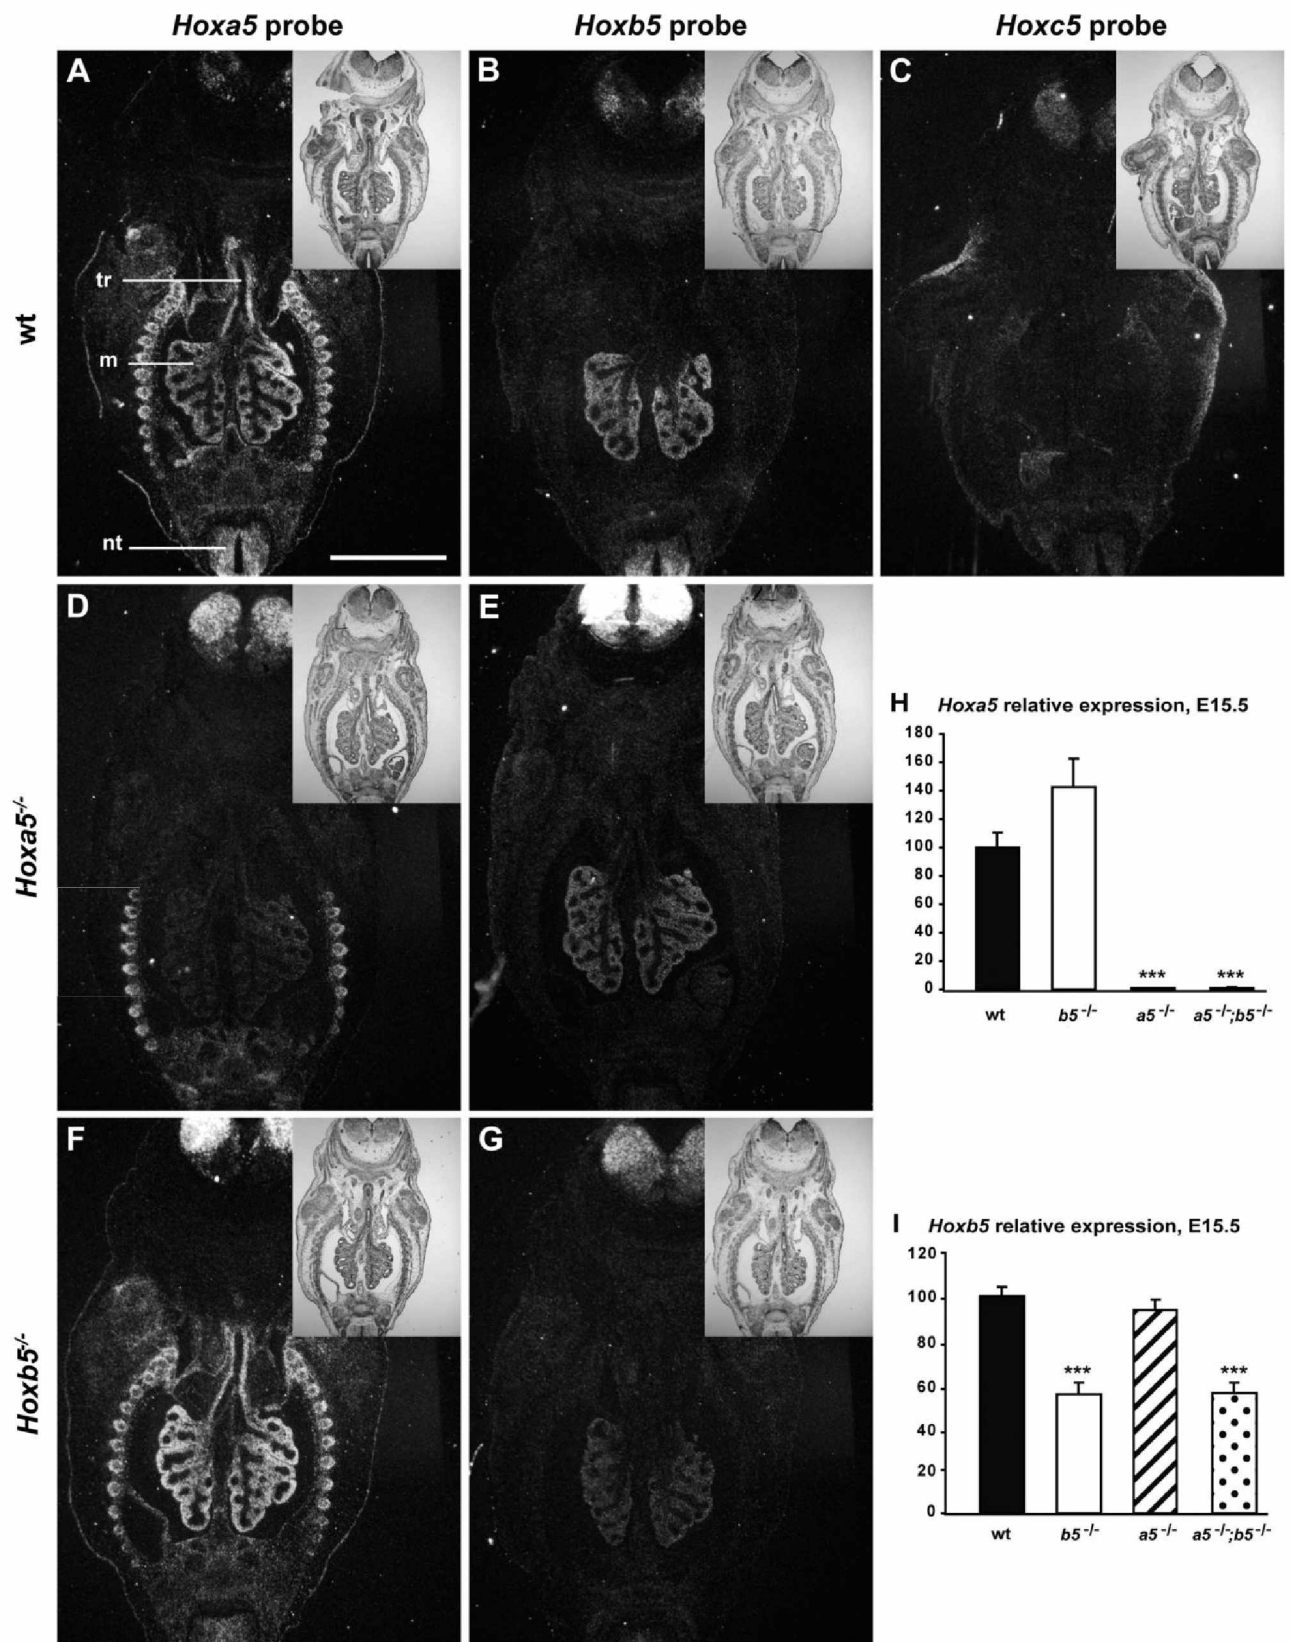 Hoxa5 probe
Hoxb5 probe
Hoxc5 probe
wt
A
B
C
tr
m
nt
Hoxa5-/-
D
E
H Hoxa5 relative expression, E15.5
180
160
140
120
100
80
60
40
20
0
*** ***
wt b5-/- a5-/- a5-/-;b5-/-
Hoxb5-/-
F
G
I Hoxb5 relative expression, E15.5
120
100
80
60
40
20
0
*** ***
wt b5-/- a5-/- a5-/-;b5-/-